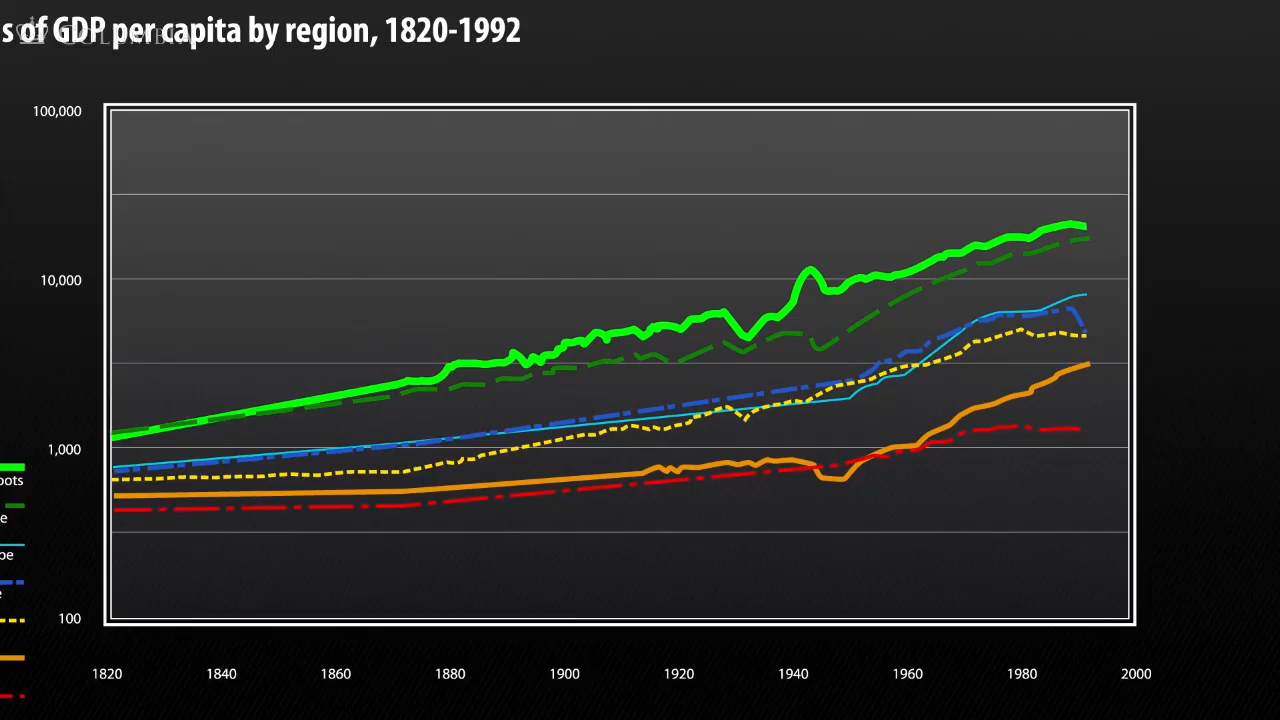 s of GDP per capita by region, 1820-1992
COLUMBIA
100,000
10,000
1,000
100
oots
e
pe
e
1820 1840 1860 1880 1900 1920 1940 1960 1980 2000